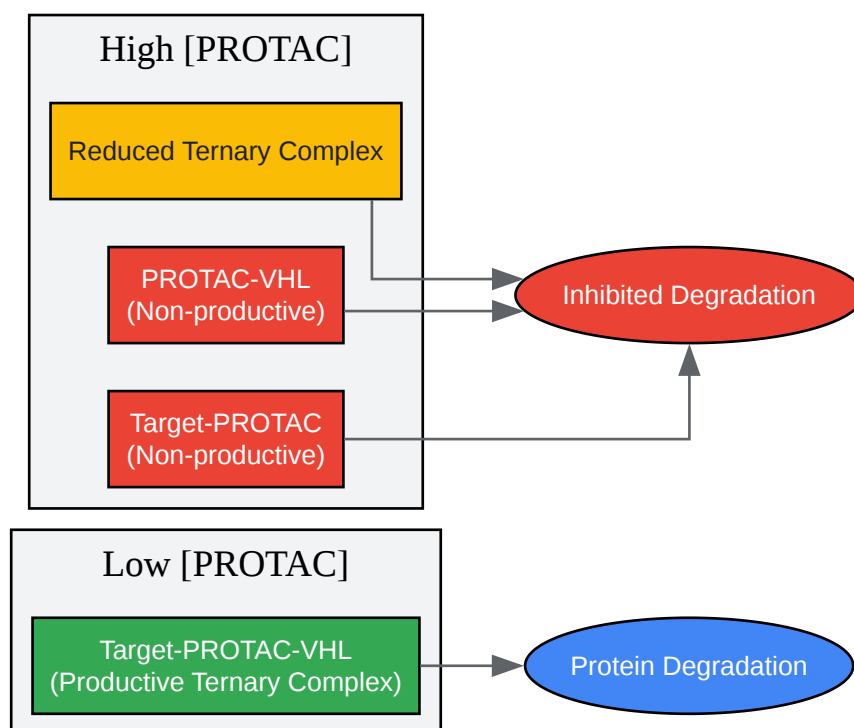 High [PROTAC]
Reduced Ternary Complex
PROTAC-VHL
(Non-productive)
Inhibited Degradation
Target-PROTAC
(Non-productive)
Low [PROTAC]
Target-PROTAC-VHL
(Productive Ternary Complex)
Protein Degradation